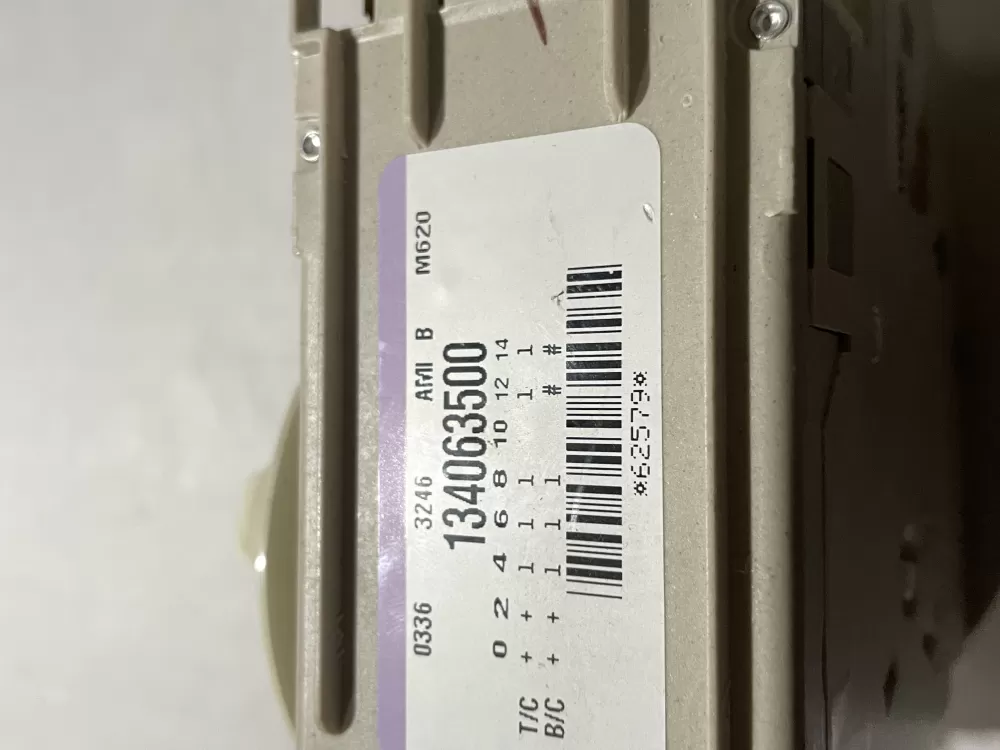 0336 3246 AMI B M620
134063500
0 2 4 6 8 10 12 14
T/C + + 1 1 1 1 1
B/C + + 1 1 1 # #
*62579*